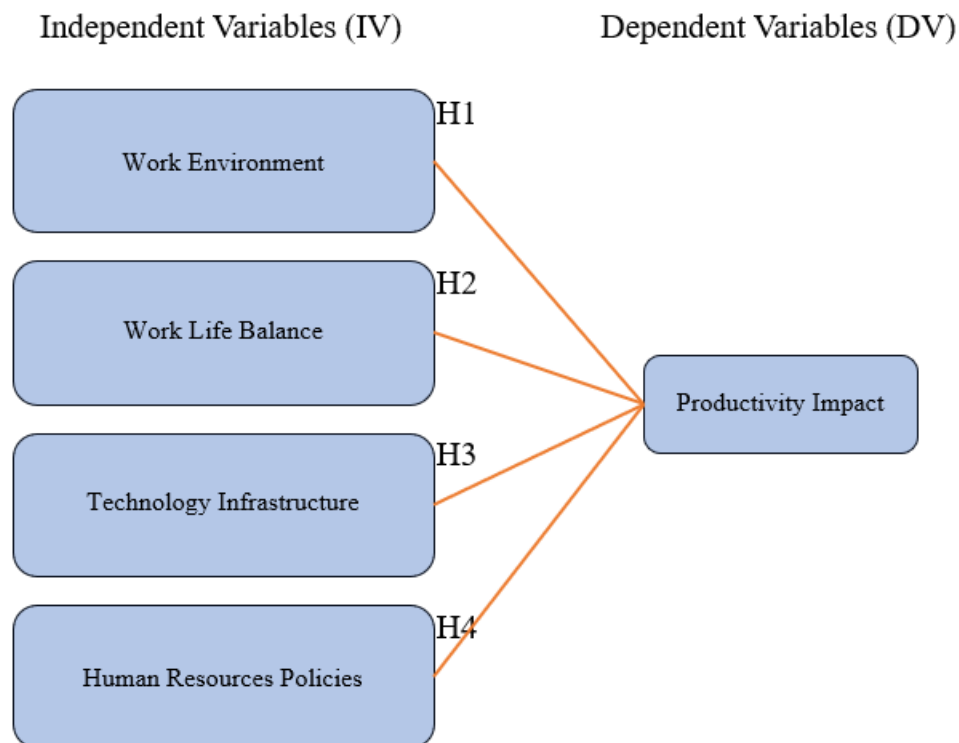 Independent Variables (IV)
Dependent Variables (DV)
H1
Work Environment
H2
Work Life Balance
Productivity Impact
H3
Technology Infrastructure
H4
Human Resources Policies